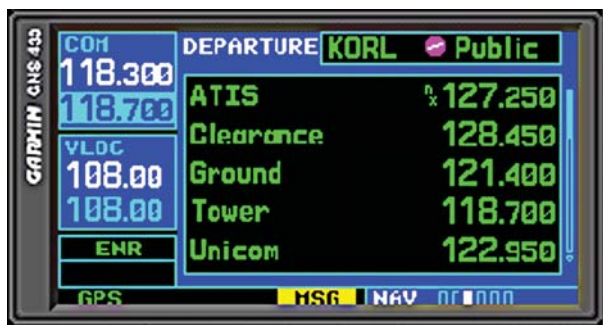 GARMIN GNS 430
COM
118.300
118.700
VLOC
108.00
108.00
ENR
GPS
DEPARTURE KORL Public
ATIS rx 127.250
Clearance 128.450
Ground 121.400
Tower 118.700
Unicom 122.950
MSG NAV